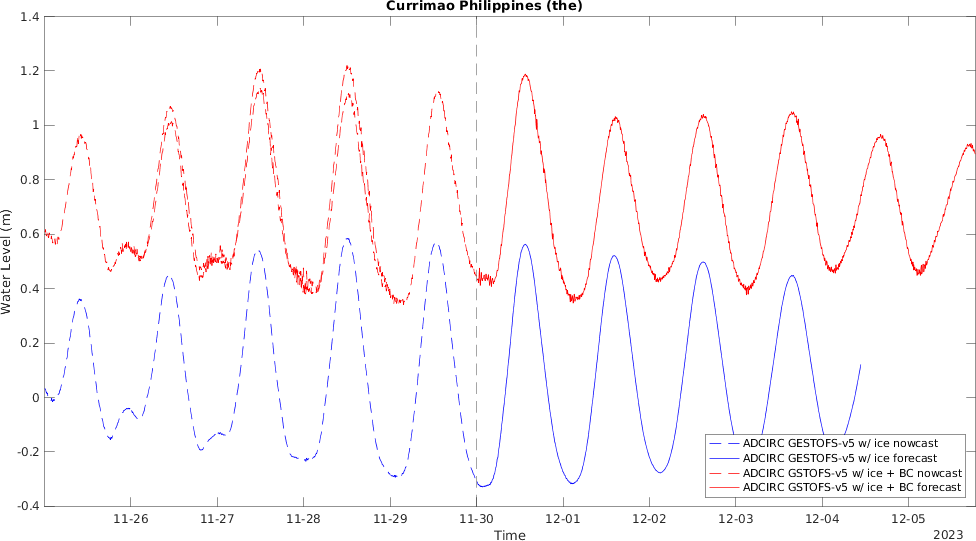 Currimao Philippines (the)
1.4
1.2
1
0.8
0.6
0.4
0.2
0
-0.2
-0.4
Water Level (m)
11-26 11-27 11-28 11-29 11-30 12-01 12-02 12-03 12-04 12-05
Time
2023
ADCIRC GESTOFS-v5 w/ ice nowcast
ADCIRC GESTOFS-v5 w/ ice forecast
ADCIRC GSTOFS-v5 w/ ice + BC nowcast
ADCIRC GSTOFS-v5 w/ ice + BC forecast